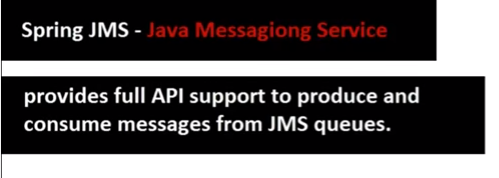 Spring JMS - Java Messagiong Service
provides full API support to produce and
consume messages from JMS queues.